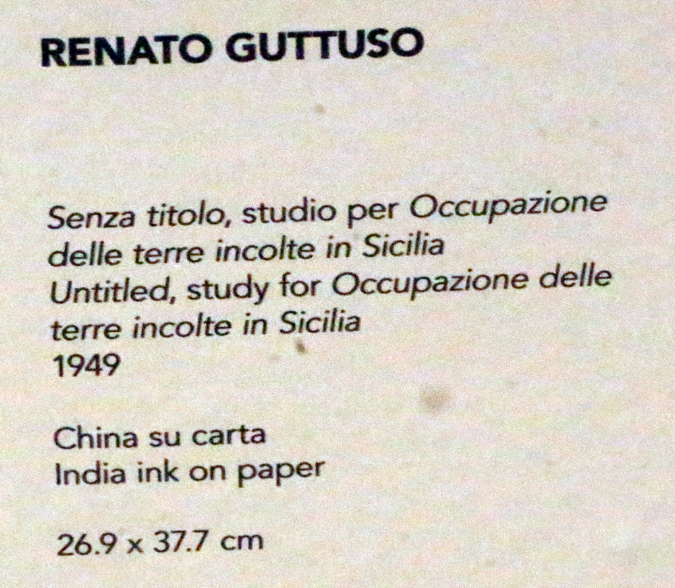 RENATO GUTTUSO
Senza titolo, studio per Occupazione
delle terre incolte in Sicilia
Untitled, study for Occupazione delle
terre incolte in Sicilia
1949
China su carta
India ink on paper
26.9 x 37.7 cm